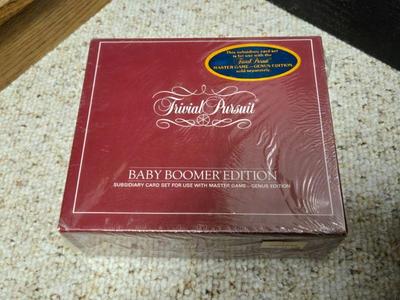 This subsidiary card set
is for use with the
Trivial Pursuit
MASTER GAME—GENUS EDITION
sold separately.
Trivial Pursuit
BABY BOOMER EDITION
SUBSIDIARY CARD SET FOR USE WITH MASTER GAME—GENUS EDITION